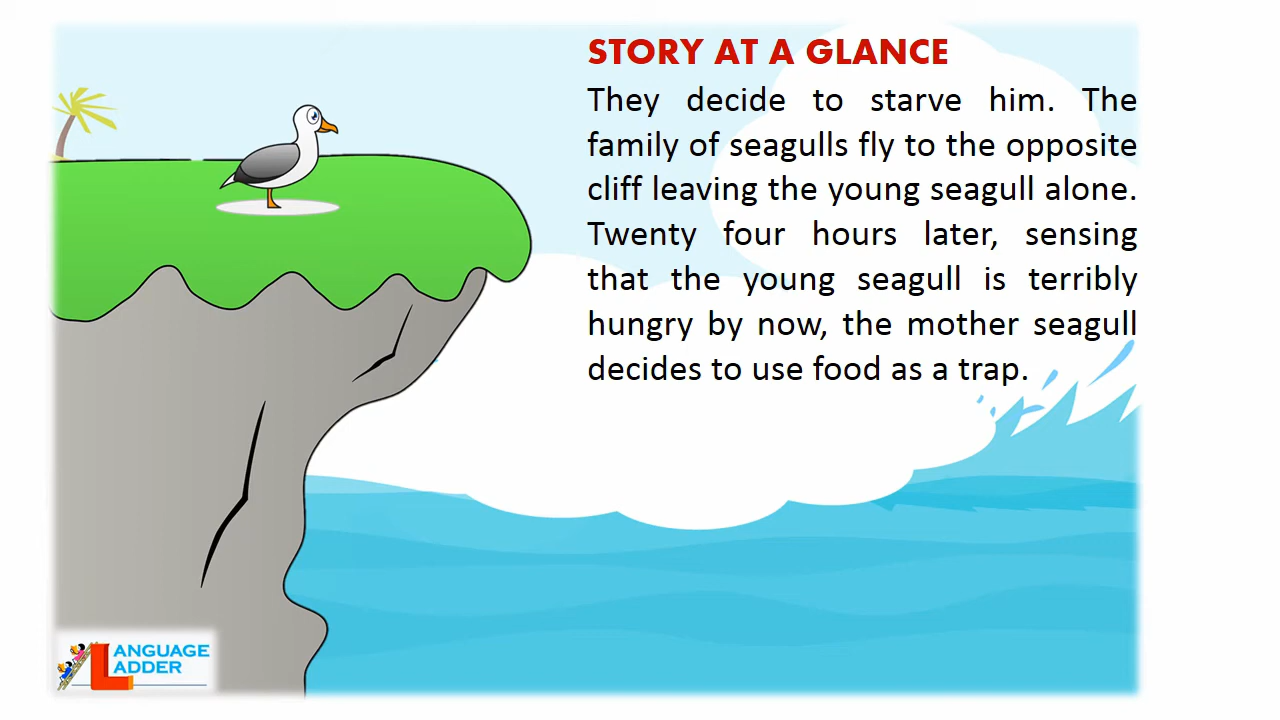 STORY AT A GLANCE
They decide to starve him. The
family of seagulls fly to the opposite
cliff leaving the young seagull alone.
Twenty four hours later, sensing
that the young seagull is terribly
hungry by now, the mother seagull
decides to use food as a trap.
LANGUAGE
LADDER